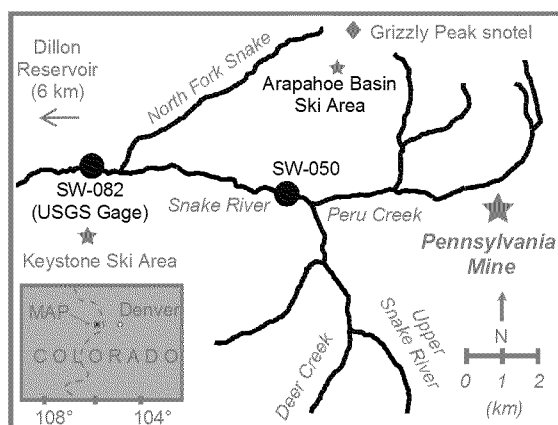 Dillon
Reservoir
(6 km)
North Fork Snake
Grizzly Peak snotel
Arapahoe Basin
Ski Area
SW-082
(USGS Gage)
Snake River
SW-050
Peru Creek
Keystone Ski Area
Pennsylvania
Mine
MAP
Denver
COLORADO
108°
104°
Deer Creek
Upper
Snake River
N
0 1 2
(km)